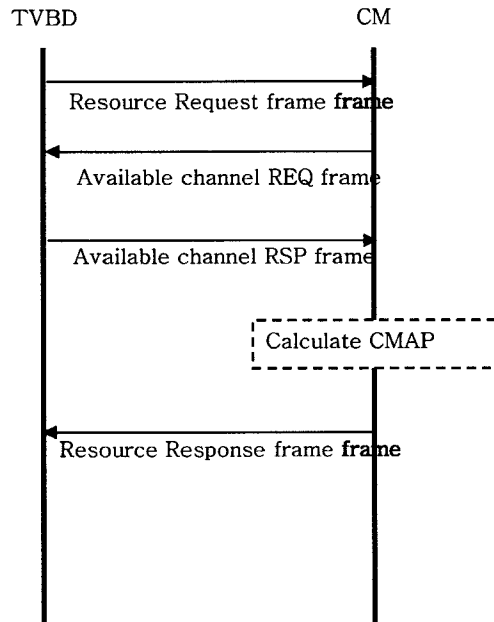 TVBD CM
Resource Request frame frame
Available channel REQ frame
Available channel RSP frame
Calculate CMAP
Resource Response frame frame